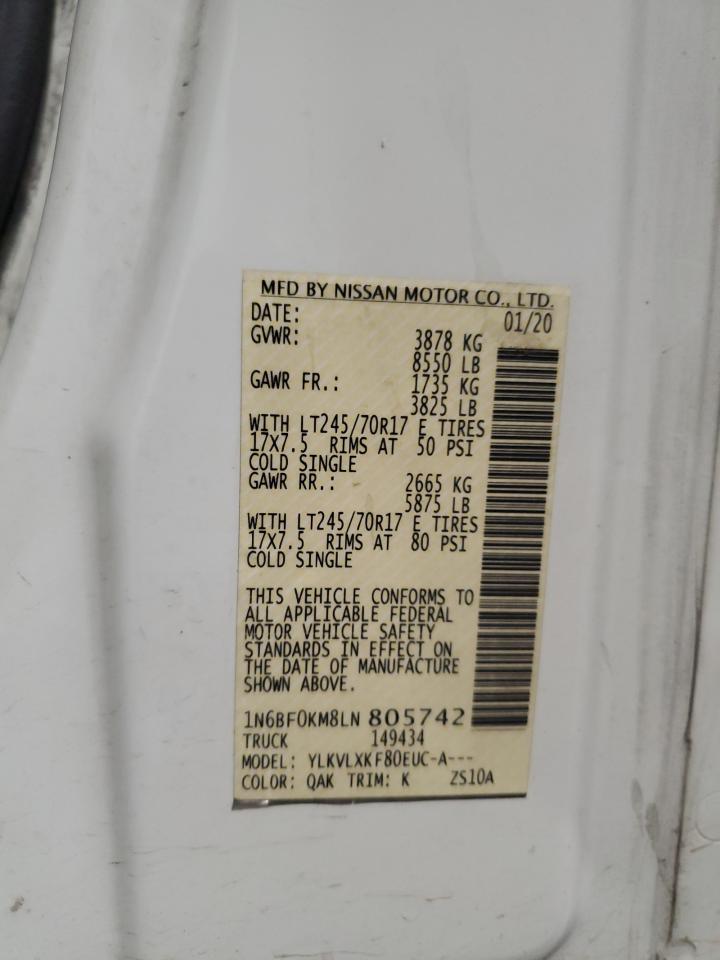 MFD BY NISSAN MOTOR CO., LTD.
DATE: 01/20
GVWR: 3878 KG
8550 LB
GAWR FR.: 1735 KG
3825 LB
WITH LT245/70R17 E TIRES
17X7.5 RIMS AT 50 PSI
COLD SINGLE
GAWR RR.: 2665 KG
5875 LB
WITH LT245/70R17 E TIRES
17X7.5 RIMS AT 80 PSI
COLD SINGLE
THIS VEHICLE CONFORMS TO
ALL APPLICABLE FEDERAL
MOTOR VEHICLE SAFETY
STANDARDS IN EFFECT ON
THE DATE OF MANUFACTURE
SHOWN ABOVE.
1N6BF0KM8LN 805742
TRUCK 149434
MODEL: YLKVLXKF80EUC-A---
COLOR: QAK TRIM: K ZS10A